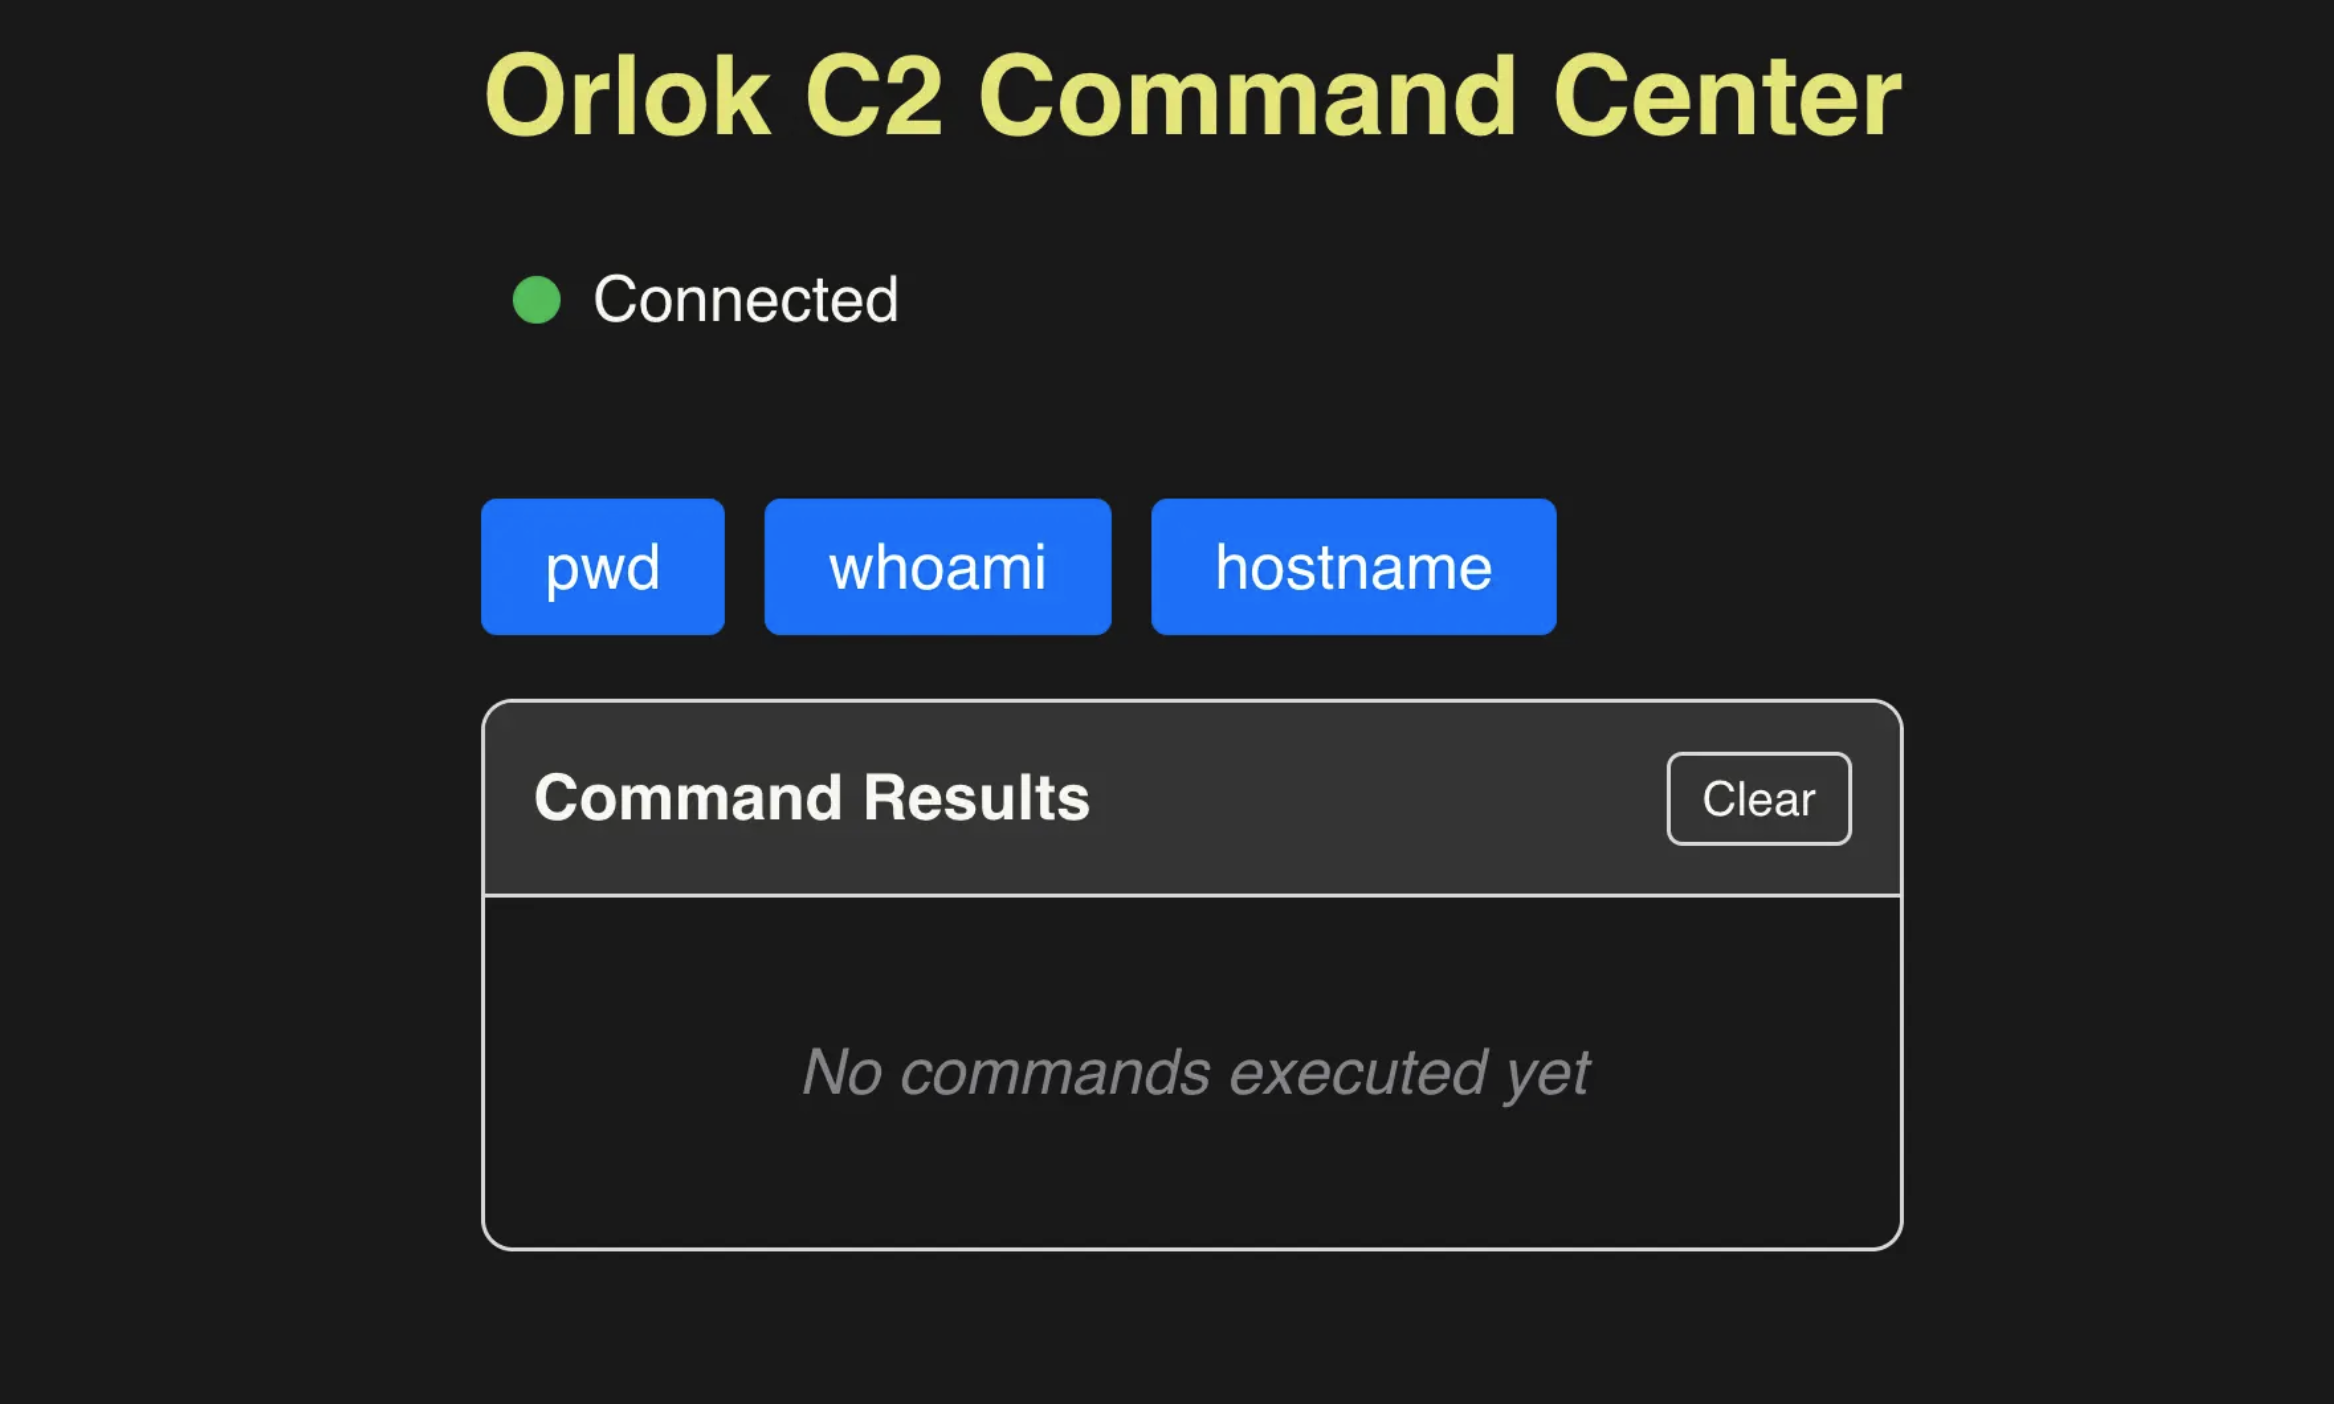 Orlok C2 Command Center
Connected
pwd whoami hostname
Command Results Clear
No commands executed yet